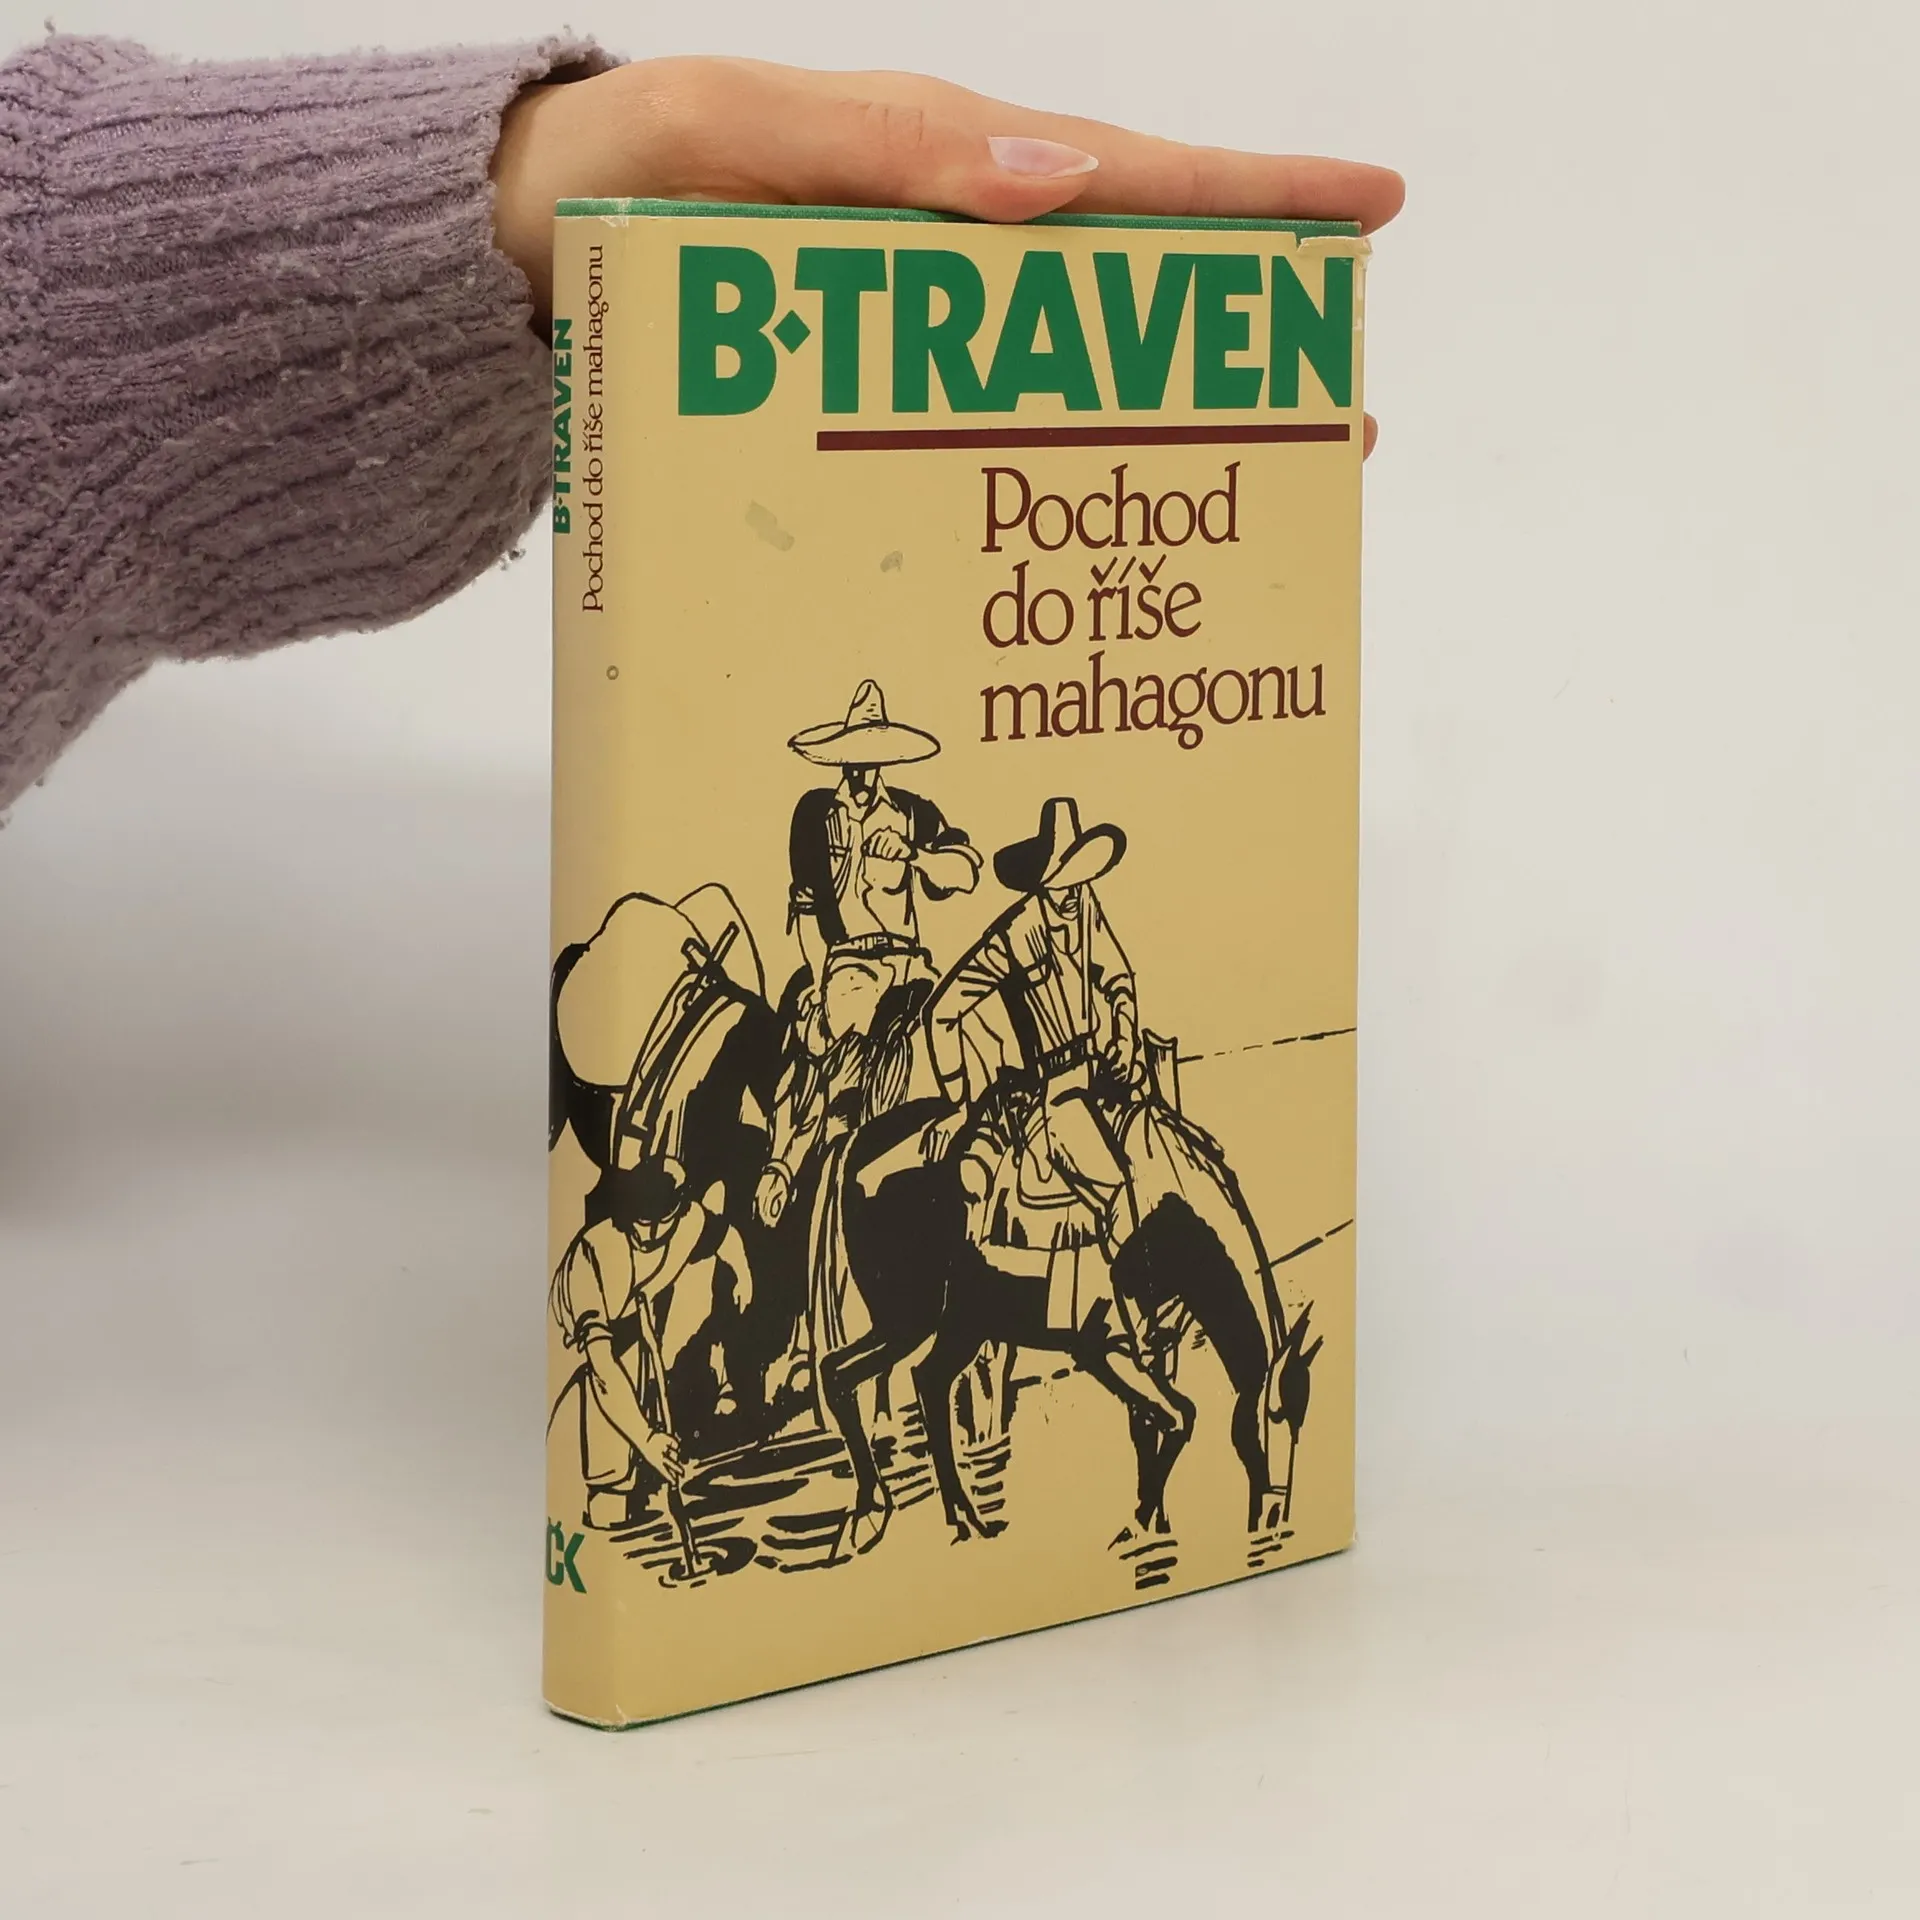 B·TRAVEN
Pochod
do říše
mahagonu
B·TRAVEN
Pochod do říše mahagonu
ČK